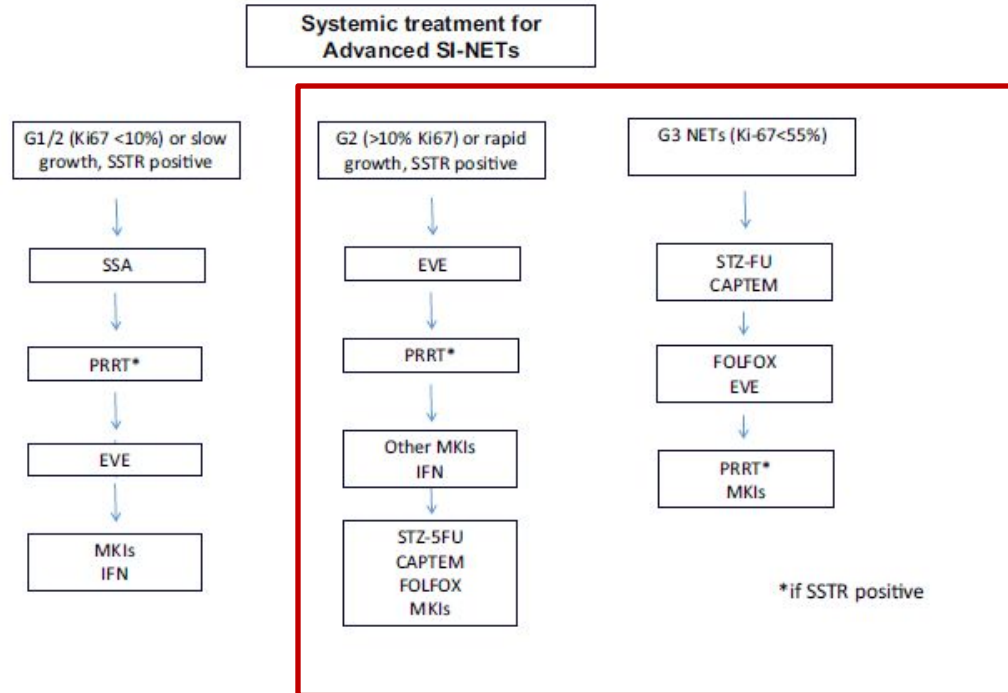 Systemic treatment for
Advanced SI-NETs
G1/2 (Ki67 <10%) or slow
growth, SSTR positive
SSA
PRRT*
EVE
MKIs
IFN
G2 (>10% Ki67) or rapid
growth, SSTR positive
EVE
PRRT*
Other MKIs
IFN
STZ-5FU
CAPTEM
FOLFOX
MKIs
G3 NETs (Ki-67<55%)
STZ-FU
CAPTEM
FOLFOX
EVE
PRRT*
MKIs
*if SSTR positive